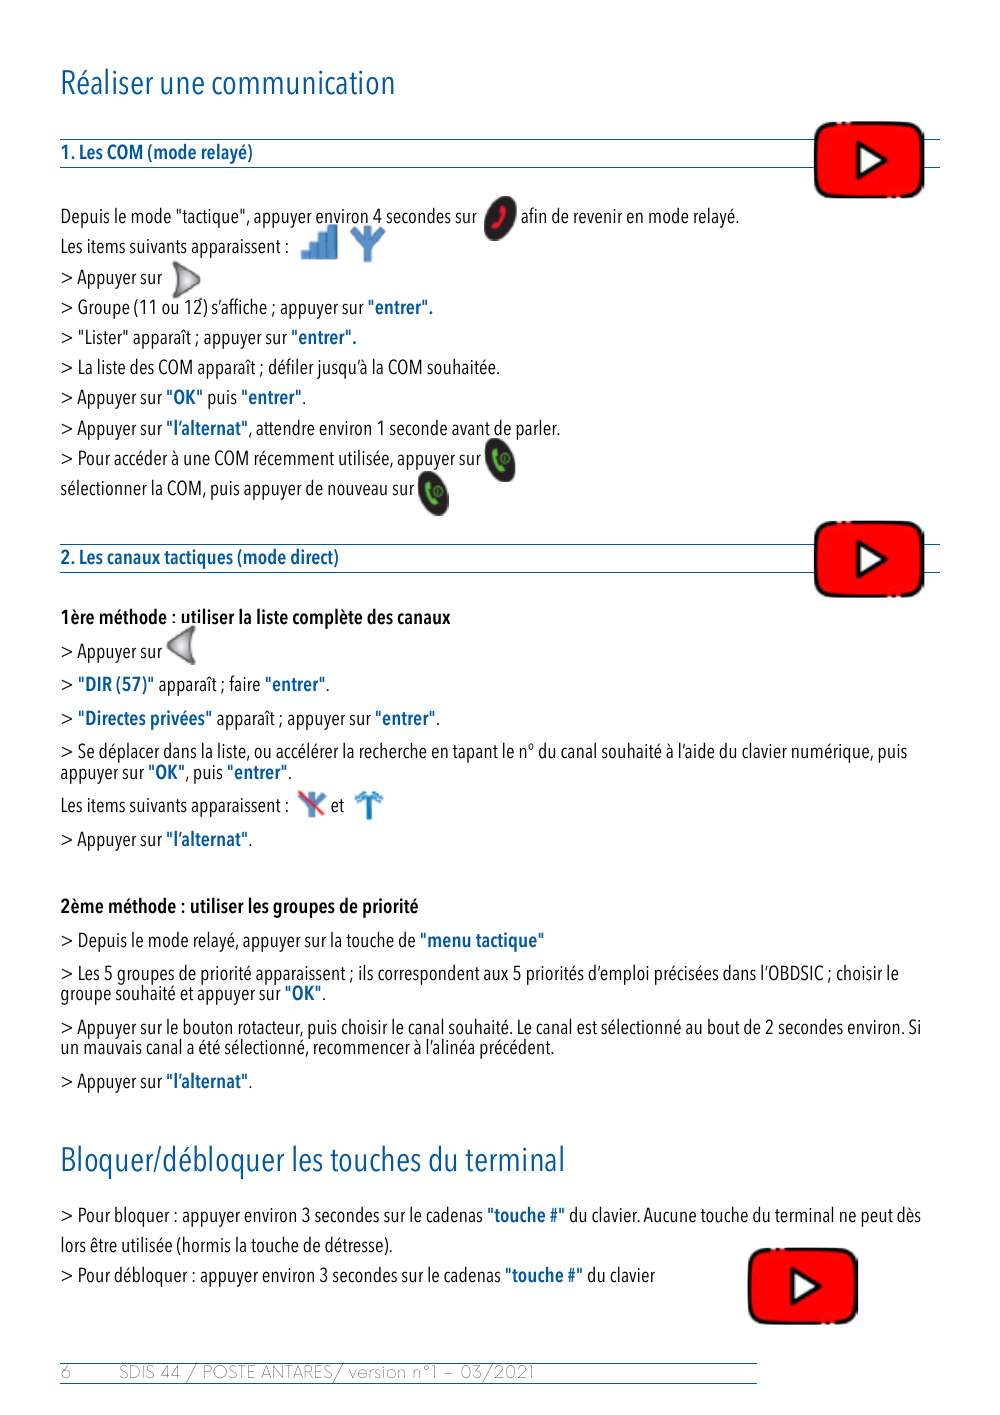 Réaliser une communication
1. Les COM (mode relayé)
Depuis le mode "tactique", appuyer environ 4 secondes sur afin de revenir en mode relayé.
Les items suivants apparaissent :
> Appuyer sur
> Groupe (11 ou 12) s’affiche ; appuyer sur "entrer".
> "Lister" apparaît ; appuyer sur "entrer".
> La liste des COM apparaît ; défiler jusqu’à la COM souhaitée.
> Appuyer sur "OK" puis "entrer".
> Appuyer sur "l’alternat", attendre environ 1 seconde avant de parler.
> Pour accéder à une COM récemment utilisée, appuyer sur
sélectionner la COM, puis appuyer de nouveau sur
2. Les canaux tactiques (mode direct)
1ère méthode : utiliser la liste complète des canaux
> Appuyer sur
> "DIR (57)" apparaît ; faire "entrer".
> "Directes privées" apparaît ; appuyer sur "entrer".
> Se déplacer dans la liste, ou accélérer la recherche en tapant le n° du canal souhaité à l’aide du clavier numérique, puis
appuyer sur "OK", puis "entrer".
Les items suivants apparaissent : et
> Appuyer sur "l’alternat".
2ème méthode : utiliser les groupes de priorité
> Depuis le mode relayé, appuyer sur la touche de "menu tactique"
> Les 5 groupes de priorité apparaissent ; ils correspondent aux 5 priorités d’emploi précisées dans l’OBDSIC ; choisir le
groupe souhaité et appuyer sur "OK".
> Appuyer sur le bouton rotacteur, puis choisir le canal souhaité. Le canal est sélectionné au bout de 2 secondes environ. Si
un mauvais canal a été sélectionné, recommencer à l’alinéa précédent.
> Appuyer sur "l’alternat".
Bloquer/débloquer les touches du terminal
> Pour bloquer : appuyer environ 3 secondes sur le cadenas "touche #" du clavier. Aucune touche du terminal ne peut dès
lors être utilisée (hormis la touche de détresse).
> Pour débloquer : appuyer environ 3 secondes sur le cadenas "touche #" du clavier
6 SDIS 44 / POSTE ANTARES/ version n°1 – 03/2021